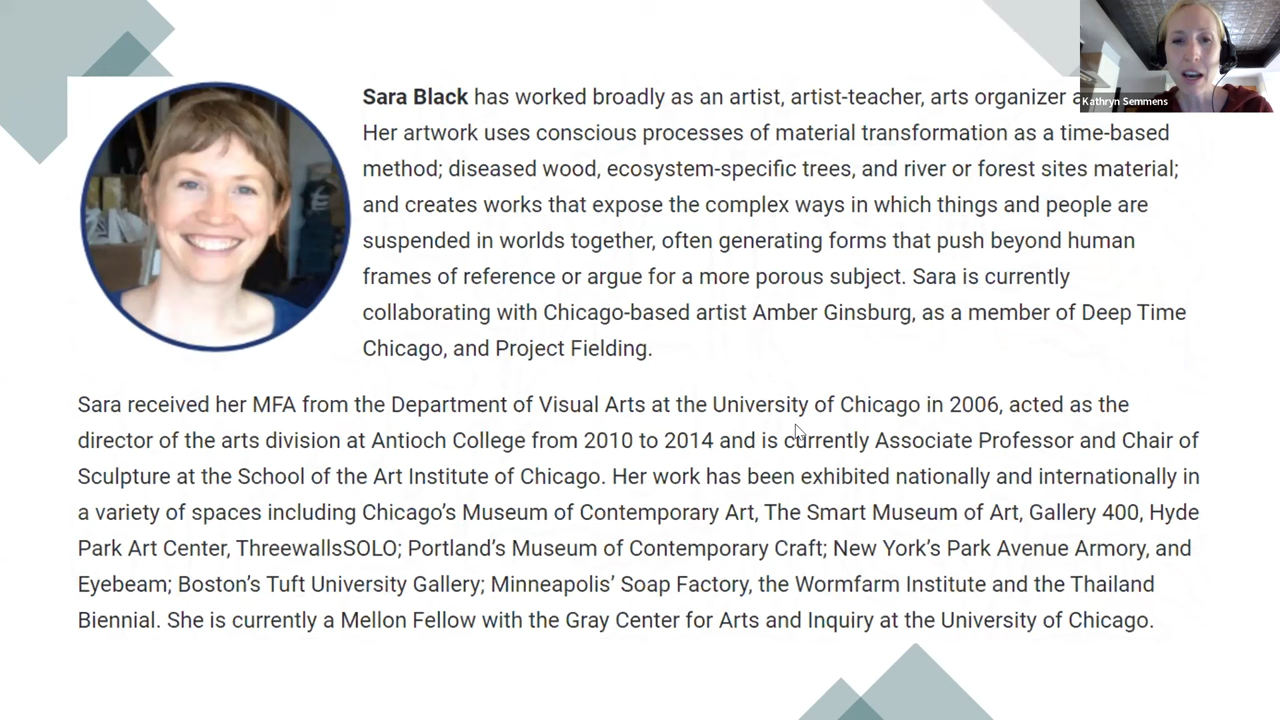 Sara Black has worked broadly as an artist, artist-teacher, arts organizer
Kathryn Semmens
Her artwork uses conscious processes of material transformation as a time-based
method; diseased wood, ecosystem-specific trees, and river or forest sites material;
and creates works that expose the complex ways in which things and people are
suspended in worlds together, often generating forms that push beyond human
frames of reference or argue for a more porous subject. Sara is currently
collaborating with Chicago-based artist Amber Ginsburg, as a member of Deep Time
Chicago, and Project Fielding.
Sara received her MFA from the Department of Visual Arts at the University of Chicago in 2006, acted as the
director of the arts division at Antioch College from 2010 to 2014 and is currently Associate Professor and Chair of
Sculpture at the School of the Art Institute of Chicago. Her work has been exhibited nationally and internationally in
a variety of spaces including Chicago’s Museum of Contemporary Art, The Smart Museum of Art, Gallery 400, Hyde
Park Art Center, ThreewallsSOLO; Portland’s Museum of Contemporary Craft; New York’s Park Avenue Armory, and
Eyebeam; Boston’s Tuft University Gallery; Minneapolis’ Soap Factory, the Wormfarm Institute and the Thailand
Biennial. She is currently a Mellon Fellow with the Gray Center for Arts and Inquiry at the University of Chicago.